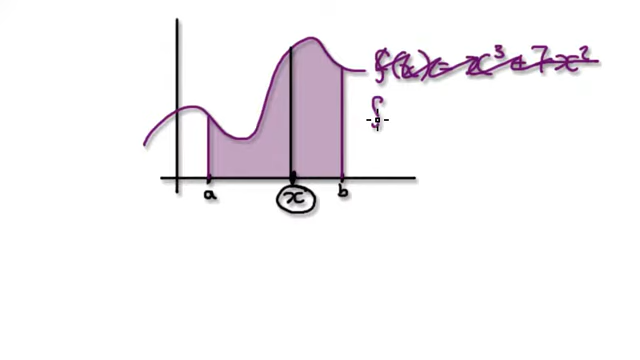 f(x) = x³ + 7x²
f
a
x
b